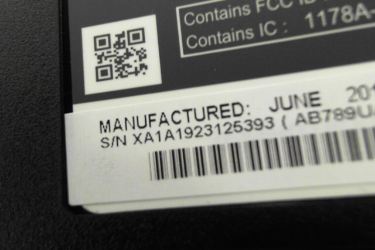 Contains FCC ID
Contains IC : 1178A-
MANUFACTURED: JUNE 201
S/N XA1A1923125393 ( AB789U